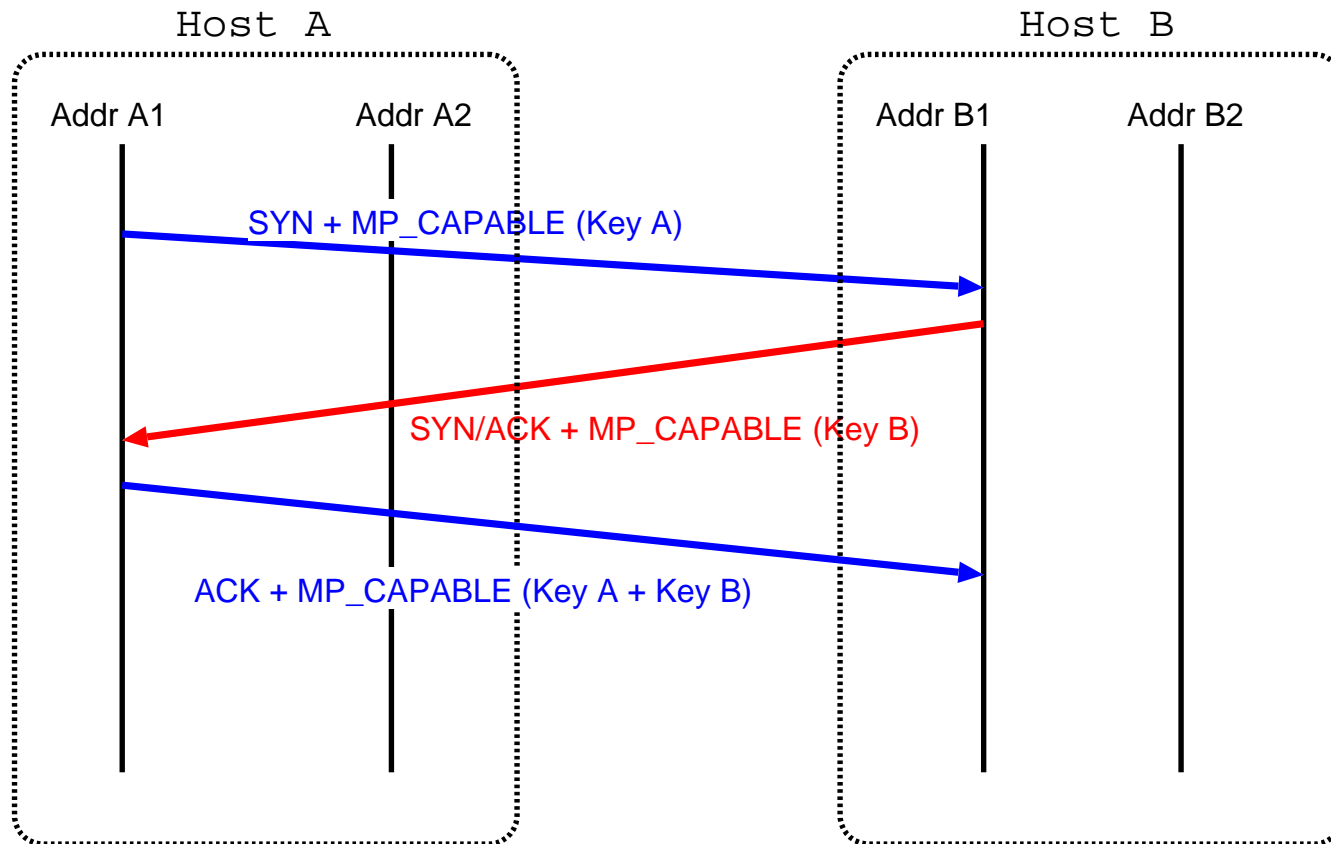 Host A
Host B
Addr A1
Addr A2
Addr B1
Addr B2
SYN + MP_CAPABLE (Key A)
SYN/ACK + MP_CAPABLE (Key B)
ACK + MP_CAPABLE (Key A + Key B)